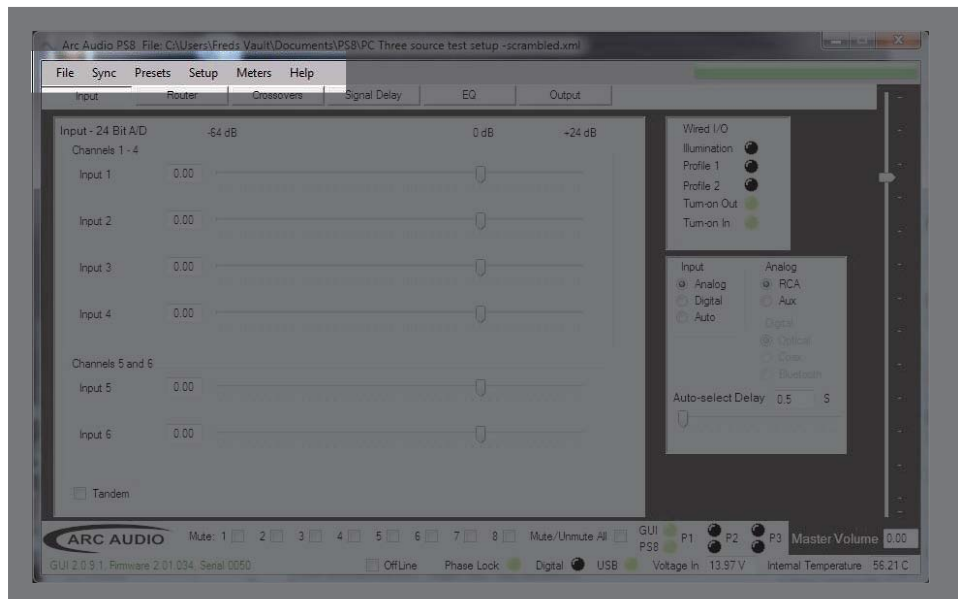 Arc Audio PS8 File: C:\Users\Freds Vault\Documents\PS8\PC Three source test setup -scrambled.xml
File Sync Presets Setup Meters Help
Input Router Crossovers Signal Delay EQ Output
Input - 24 Bit A/D -64 dB 0 dB +24 dB
Channels 1 - 4
Input 1 0.00
Input 2 0.00
Input 3 0.00
Input 4 0.00
Channels 5 and 6
Input 5 0.00
Input 6 0.00
Tandem
Wired I/O
Illumination
Profile 1
Profile 2
Turn-on Out
Turn-on In
Input Analog
Analog RCA
Digital Aux
Auto
Digital
Optical
Coax
Bluetooth
Auto-select Delay 0.5 S
ARC AUDIO Mute: 1 2 3 4 5 6 7 8 Mute/Unmute All GUI PS8 P1 P2 P3 Master Volume 0.00
GUI 2.0.9.1, Firmware 2.01.034, Serial 0050 OffLine Phase Lock Digital USB Voltage In 13.97 V Internal Temperature 56.21 C